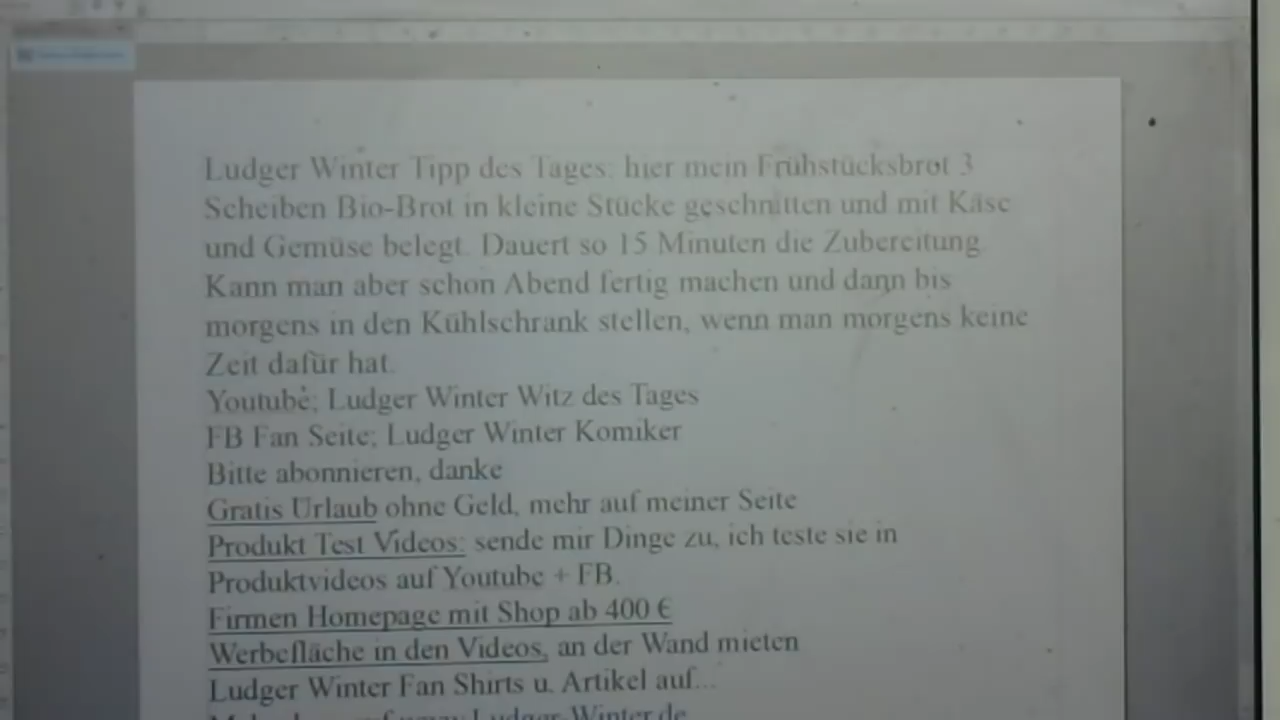 Ludger Winter Tipp des Tages: hier mein Frühstücksbrot 3
Scheiben Bio-Brot in kleine Stücke geschnitten und mit Käse
und Gemüse belegt. Dauert so 15 Minuten die Zubereitung.
Kann man aber schon Abend fertig machen und dann bis
morgens in den Kühlschrank stellen, wenn man morgens keine
Zeit dafür hat.
Youtube; Ludger Winter Witz des Tages
FB Fan Seite; Ludger Winter Komiker
Bitte abonnieren, danke
Gratis Urlaub ohne Geld, mehr auf meiner Seite
Produkt Test Videos: sende mir Dinge zu, ich teste sie in
Produktvideos auf Youtube + FB.
Firmen Homepage mit Shop ab 400 €
Werbefläche in den Videos, an der Wand mieten
Ludger Winter Fan Shirts u. Artikel auf...
Ludger-Winter.de